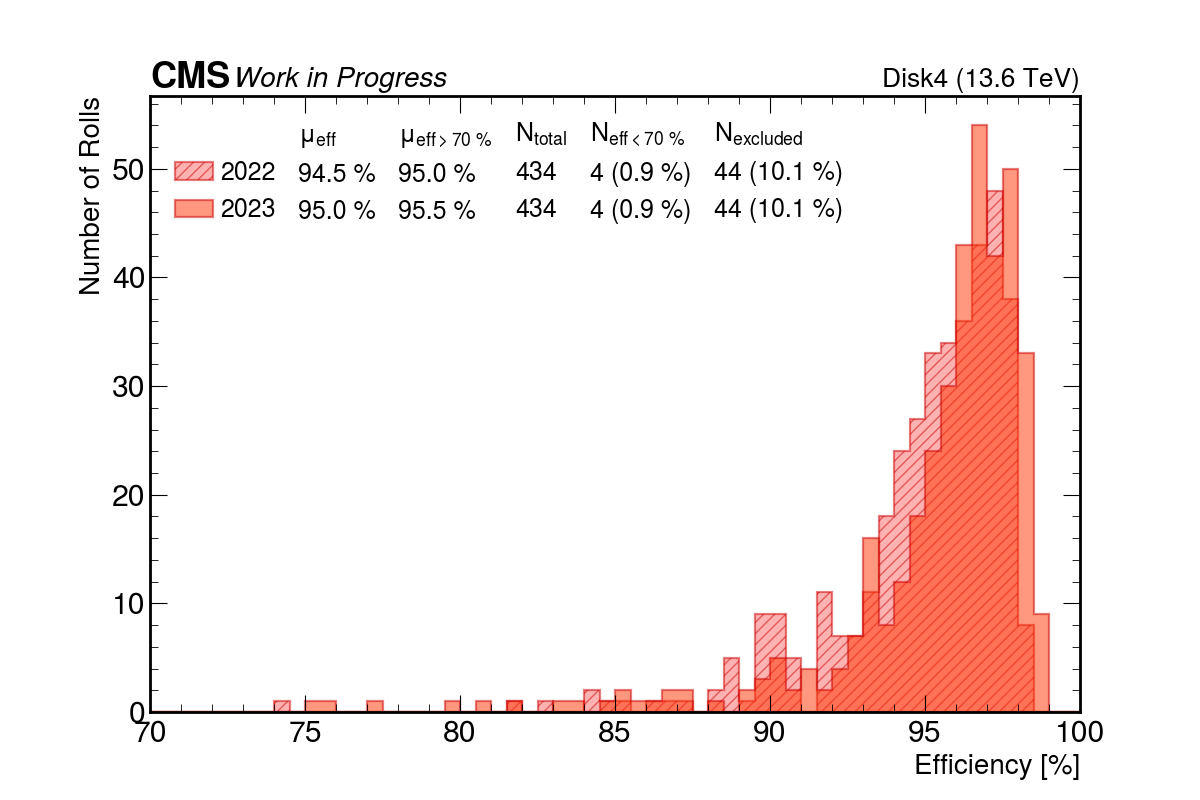 CMS Work in Progress Disk4 (13.6 TeV)
Number of Rolls
μeff μeff > 70 % Ntotal Neff < 70 % Nexcluded
2022 94.5 % 95.0 % 434 4 (0.9 %) 44 (10.1 %)
2023 95.0 % 95.5 % 434 4 (0.9 %) 44 (10.1 %)
50
40
30
20
10
0
70 75 80 85 90 95 100
Efficiency [%]